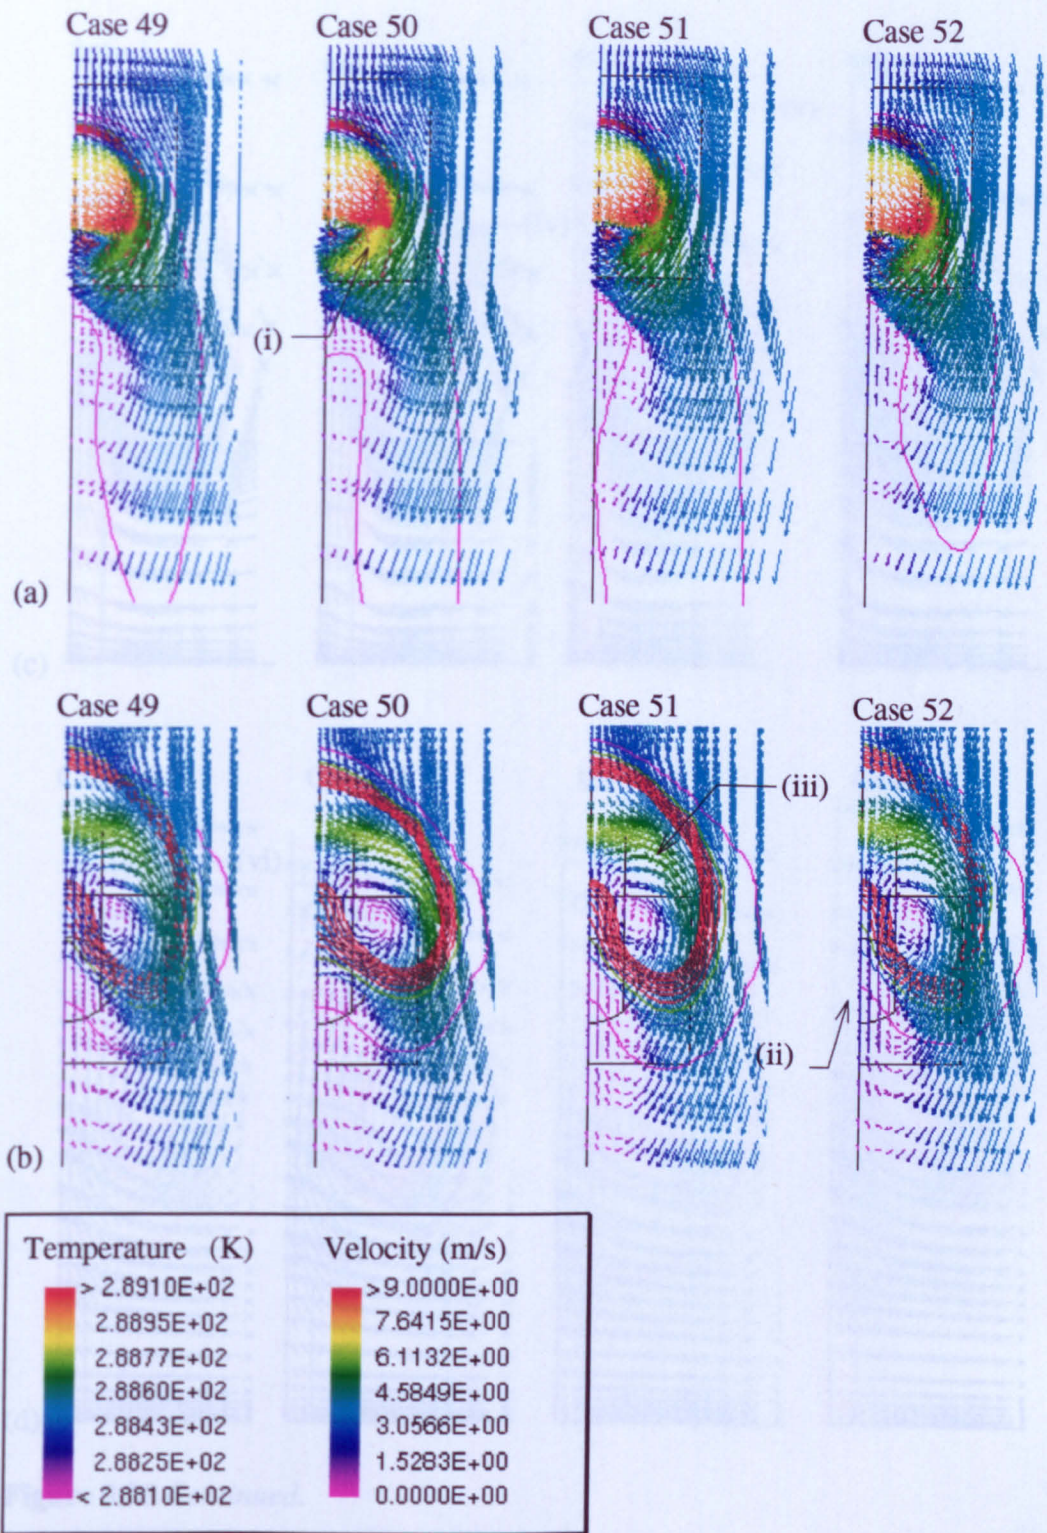 Case 49 Case 50 Case 51 Case 52
(i)
(a)
(c)
Case 49 Case 50 Case 51 Case 52
(iii)
(vi)
(ii)
(b)
Temperature (K) Velocity (m/s)
> 2.8910E+02 >9.0000E+00
2.8895E+02 7.6415E+00
2.8877E+02 6.1132E+00
2.8860E+02 4.5849E+00
2.8843E+02 3.0566E+00
2.8825E+02 1.5283E+00
< 2.8810E+02 0.0000E+00
(d)